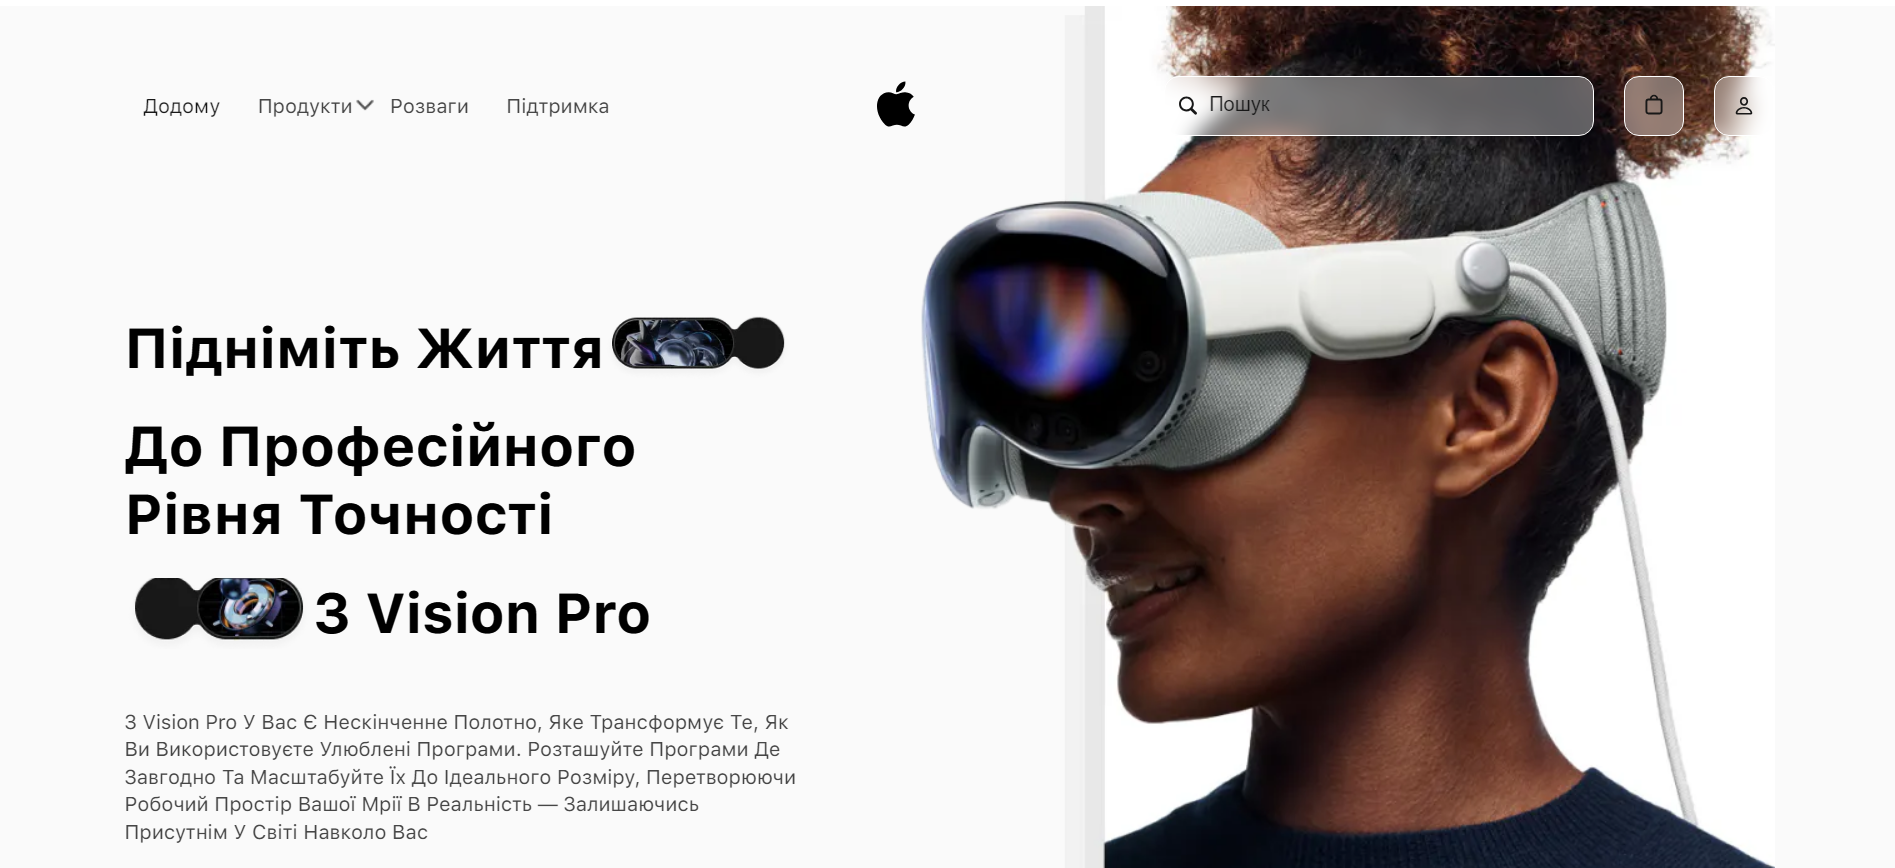 Додому Продукти Розваги Підтримка Пошук
Підніміть Життя
До Професійного
Рівня Точності
З Vision Pro
З Vision Pro У Вас Є Нескінченне Полотно, Яке Трансформує Те, Як
Ви Використовуєте Улюблені Програми. Розташуйте Програми Де
Завгодно Та Масштабуйте Їх До Ідеального Розміру, Перетворюючи
Робочий Простір Вашої Мрії В Реальність — Залишаючись
Присутнім У Світі Навколо Вас